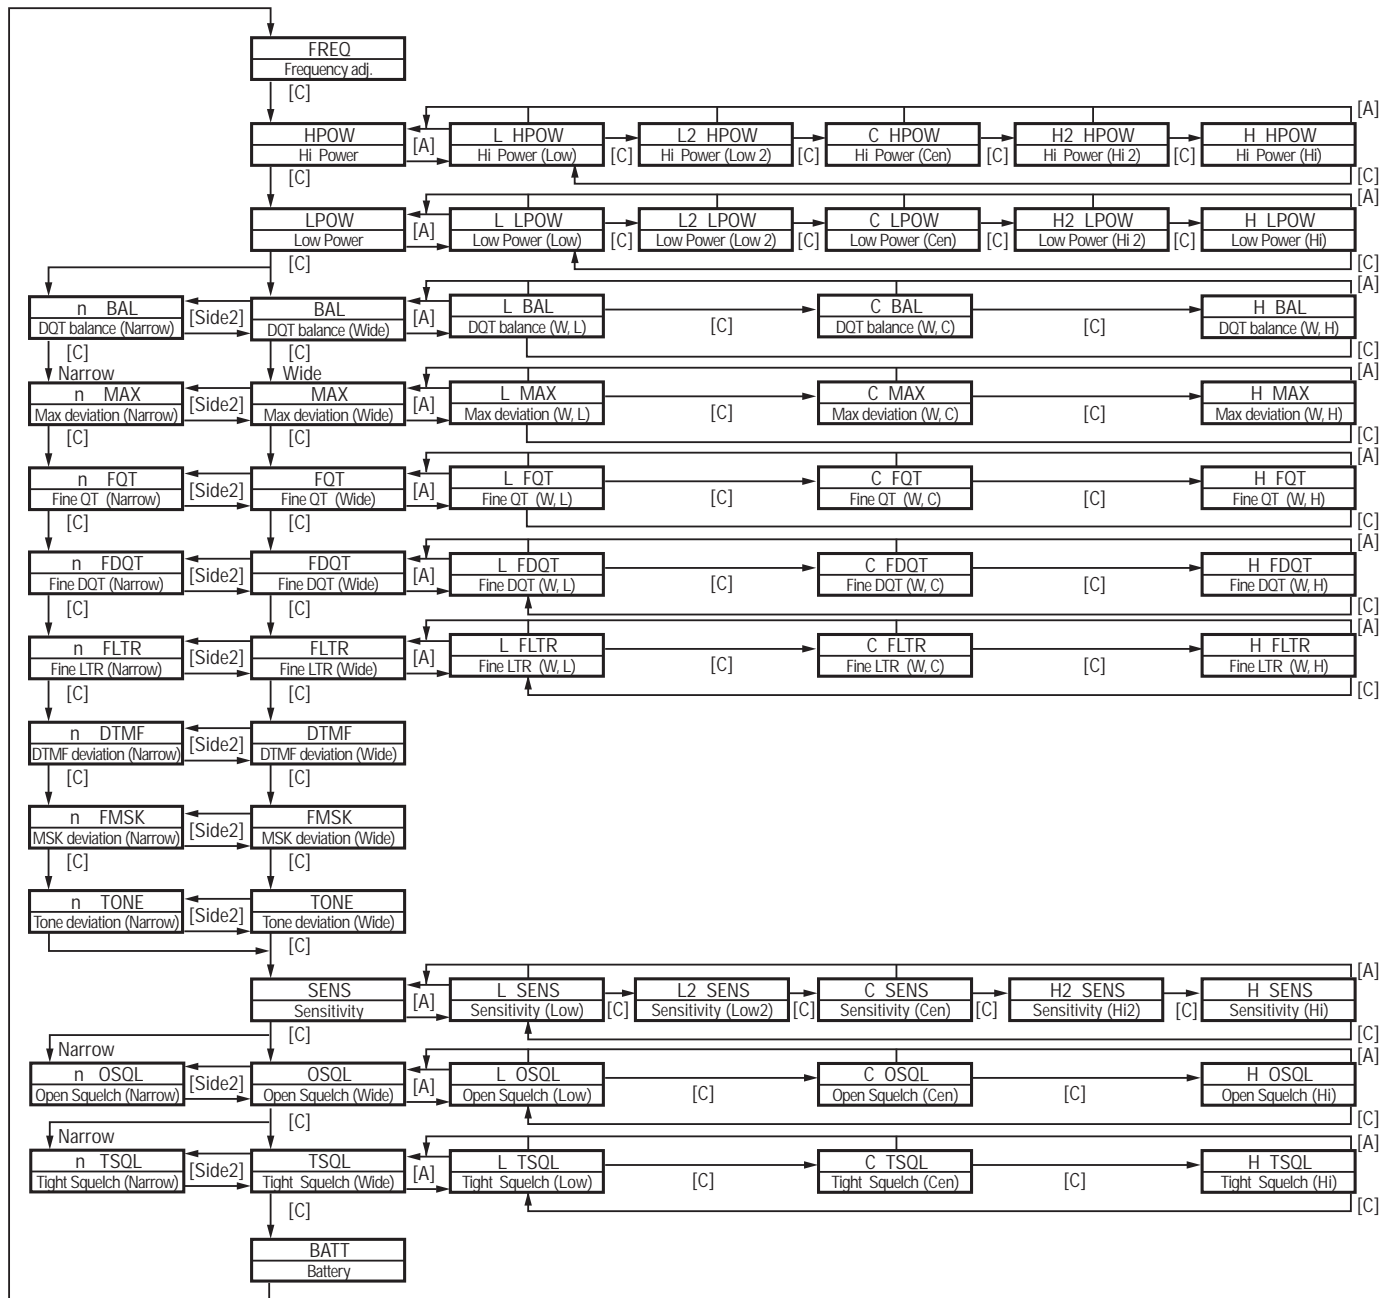 FREQ
Frequency adj.
[C]
[A]
HPOW
Hi Power
[A]
L HPOW
Hi Power (Low)
[C]
L2 HPOW
Hi Power (Low 2)
[C]
C HPOW
Hi Power (Cen)
[C]
H2 HPOW
Hi Power (Hi 2)
[C]
H HPOW
Hi Power (Hi)
[C]
[C]
[A]
LPOW
Low Power
[A]
L LPOW
Low Power (Low)
[C]
L2 LPOW
Low Power (Low 2)
[C]
C LPOW
Low Power (Cen)
[C]
H2 LPOW
Low Power (Hi 2)
[C]
H LPOW
Low Power (Hi)
[C]
[C]
[A]
n BAL
DQT balance (Narrow)
[Side2]
BAL
DQT balance (Wide)
[A]
L BAL
DQT balance (W, L)
[C]
C BAL
DQT balance (W, C)
[C]
H BAL
DQT balance (W, H)
[C]
[C]
[C]
Narrow
Wide
[A]
n MAX
Max deviation (Narrow)
[Side2]
MAX
Max deviation (Wide)
[A]
L MAX
Max deviation (W, L)
[C]
C MAX
Max deviation (W, C)
[C]
H MAX
Max deviation (W, H)
[C]
[C]
[C]
[A]
n FQT
Fine QT (Narrow)
[Side2]
FQT
Fine QT (Wide)
[A]
L FQT
Fine QT (W, L)
[C]
C FQT
Fine QT (W, C)
[C]
H FQT
Fine QT (W, H)
[C]
[C]
[C]
[A]
n FDQT
Fine DQT (Narrow)
[Side2]
FDQT
Fine DQT (Wide)
[A]
L FDQT
Fine DQT (W, L)
[C]
C FDQT
Fine DQT (W, C)
[C]
H FDQT
Fine DQT (W, H)
[C]
[C]
[C]
[A]
n FLTR
Fine LTR (Narrow)
[Side2]
FLTR
Fine LTR (Wide)
[A]
L FLTR
Fine LTR (W, L)
[C]
C FLTR
Fine LTR (W, C)
[C]
H FLTR
Fine LTR (W, H)
[C]
[C]
[C]
n DTMF
DTMF deviation (Narrow)
[Side2]
DTMF
DTMF deviation (Wide)
[C]
[C]
n FMSK
MSK deviation (Narrow)
[Side2]
FMSK
MSK deviation (Wide)
[C]
[C]
n TONE
Tone deviation (Narrow)
[Side2]
TONE
Tone deviation (Wide)
[C]
[A]
SENS
Sensitivity
[A]
L SENS
Sensitivity (Low)
[C]
L2 SENS
Sensitivity (Low2)
[C]
C SENS
Sensitivity (Cen)
[C]
H2 SENS
Sensitivity (Hi2)
[C]
H SENS
Sensitivity (Hi)
[C]
[C]
Narrow
[A]
n OSQL
Open Squelch (Narrow)
[Side2]
OSQL
Open Squelch (Wide)
[A]
L OSQL
Open Squelch (Low)
[C]
C OSQL
Open Squelch (Cen)
[C]
H OSQL
Open Squelch (Hi)
[C]
[C]
Narrow
[A]
n TSQL
Tight Squelch (Narrow)
[Side2]
TSQL
Tight Squelch (Wide)
[A]
L TSQL
Tight Squelch (Low)
[C]
C TSQL
Tight Squelch (Cen)
[C]
H TSQL
Tight Squelch (Hi)
[C]
[C]
BATT
Battery